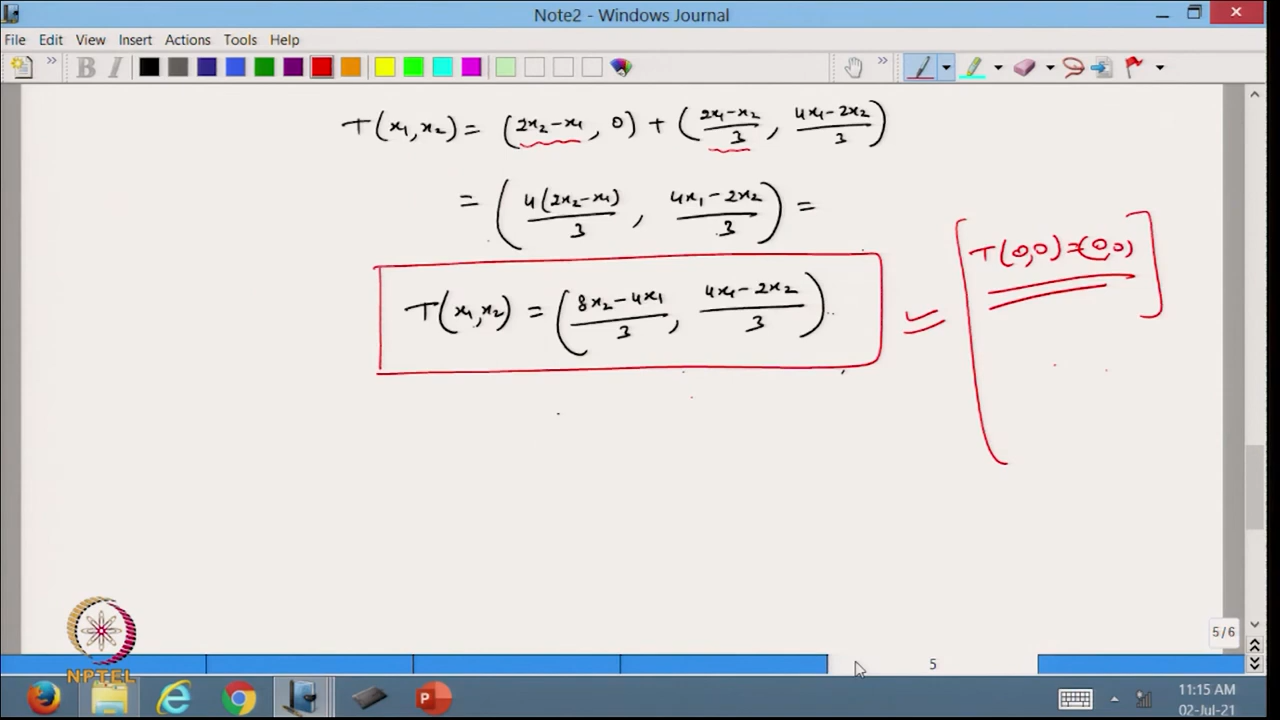 Note2 - Windows Journal
File Edit View Insert Actions Tools Help
T(x₁,x₂) = (2x₂-x₁, 0) + ((2x₁-x₂)/3, (4x₁-2x₂)/3)
= (4(2x₂-x₁)/3, (4x₁-2x₂)/3) =
T(0,0)=(0,0)
T(x₁,x₂) = ((8x₂-4x₁)/3, (4x₁-2x₂)/3)
5/6
NPTEL
5
11:15 AM
02-Jul-21